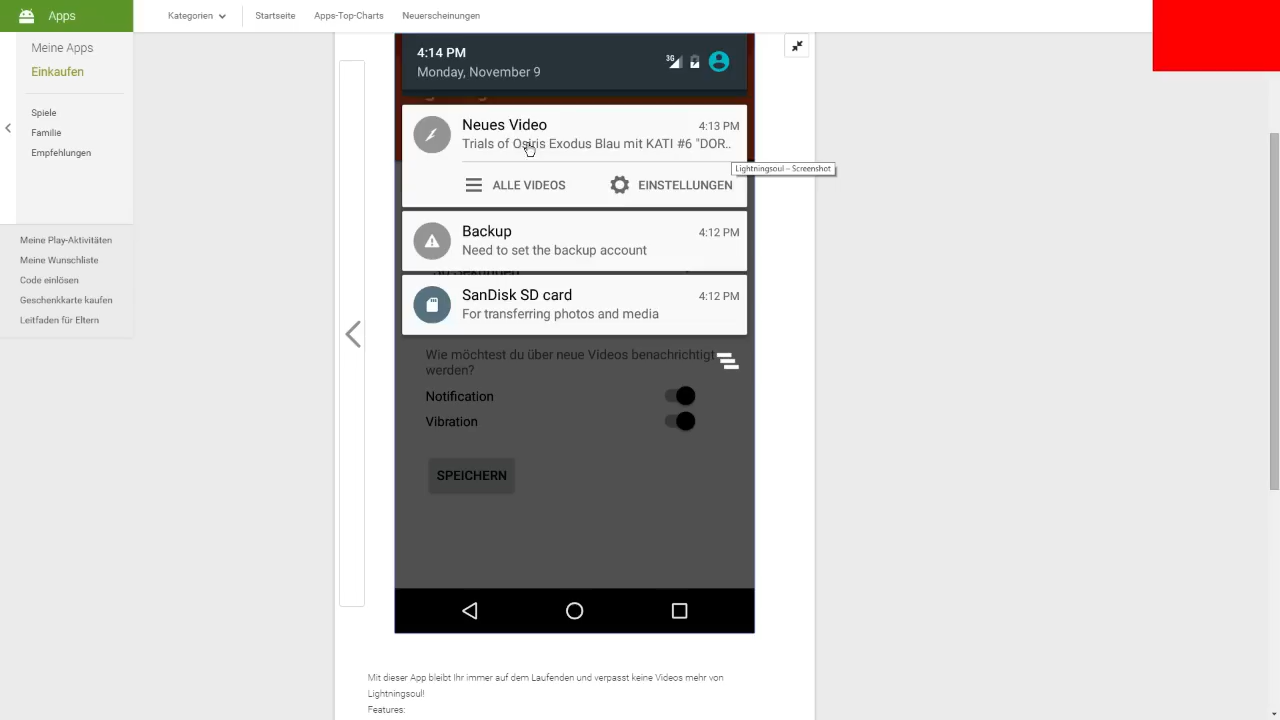 Apps
Kategorien
Startseite
Apps-Top-Charts
Neuerscheinungen
Meine Apps
Einkaufen
Spiele
Familie
Empfehlungen
Meine Play-Aktivitäten
Meine Wunschliste
Code einlösen
Geschenkkarte kaufen
Leitfaden für Eltern
4:14 PM
Monday, November 9
3G
Neues Video
4:13 PM
Trials of Osiris Exodus Blau mit KATI #6 "DOR..
Lightningsoul – Screenshot
ALLE VIDEOS
EINSTELLUNGEN
Backup
4:12 PM
Need to set the backup account
SanDisk SD card
4:12 PM
For transferring photos and media
Wie möchtest du über neue Videos benachrichtigt
werden?
Notification
Vibration
SPEICHERN
Mit dieser App bleibt Ihr immer auf dem Laufenden und verpasst keine Videos mehr von
Lightningsoul!
Features: